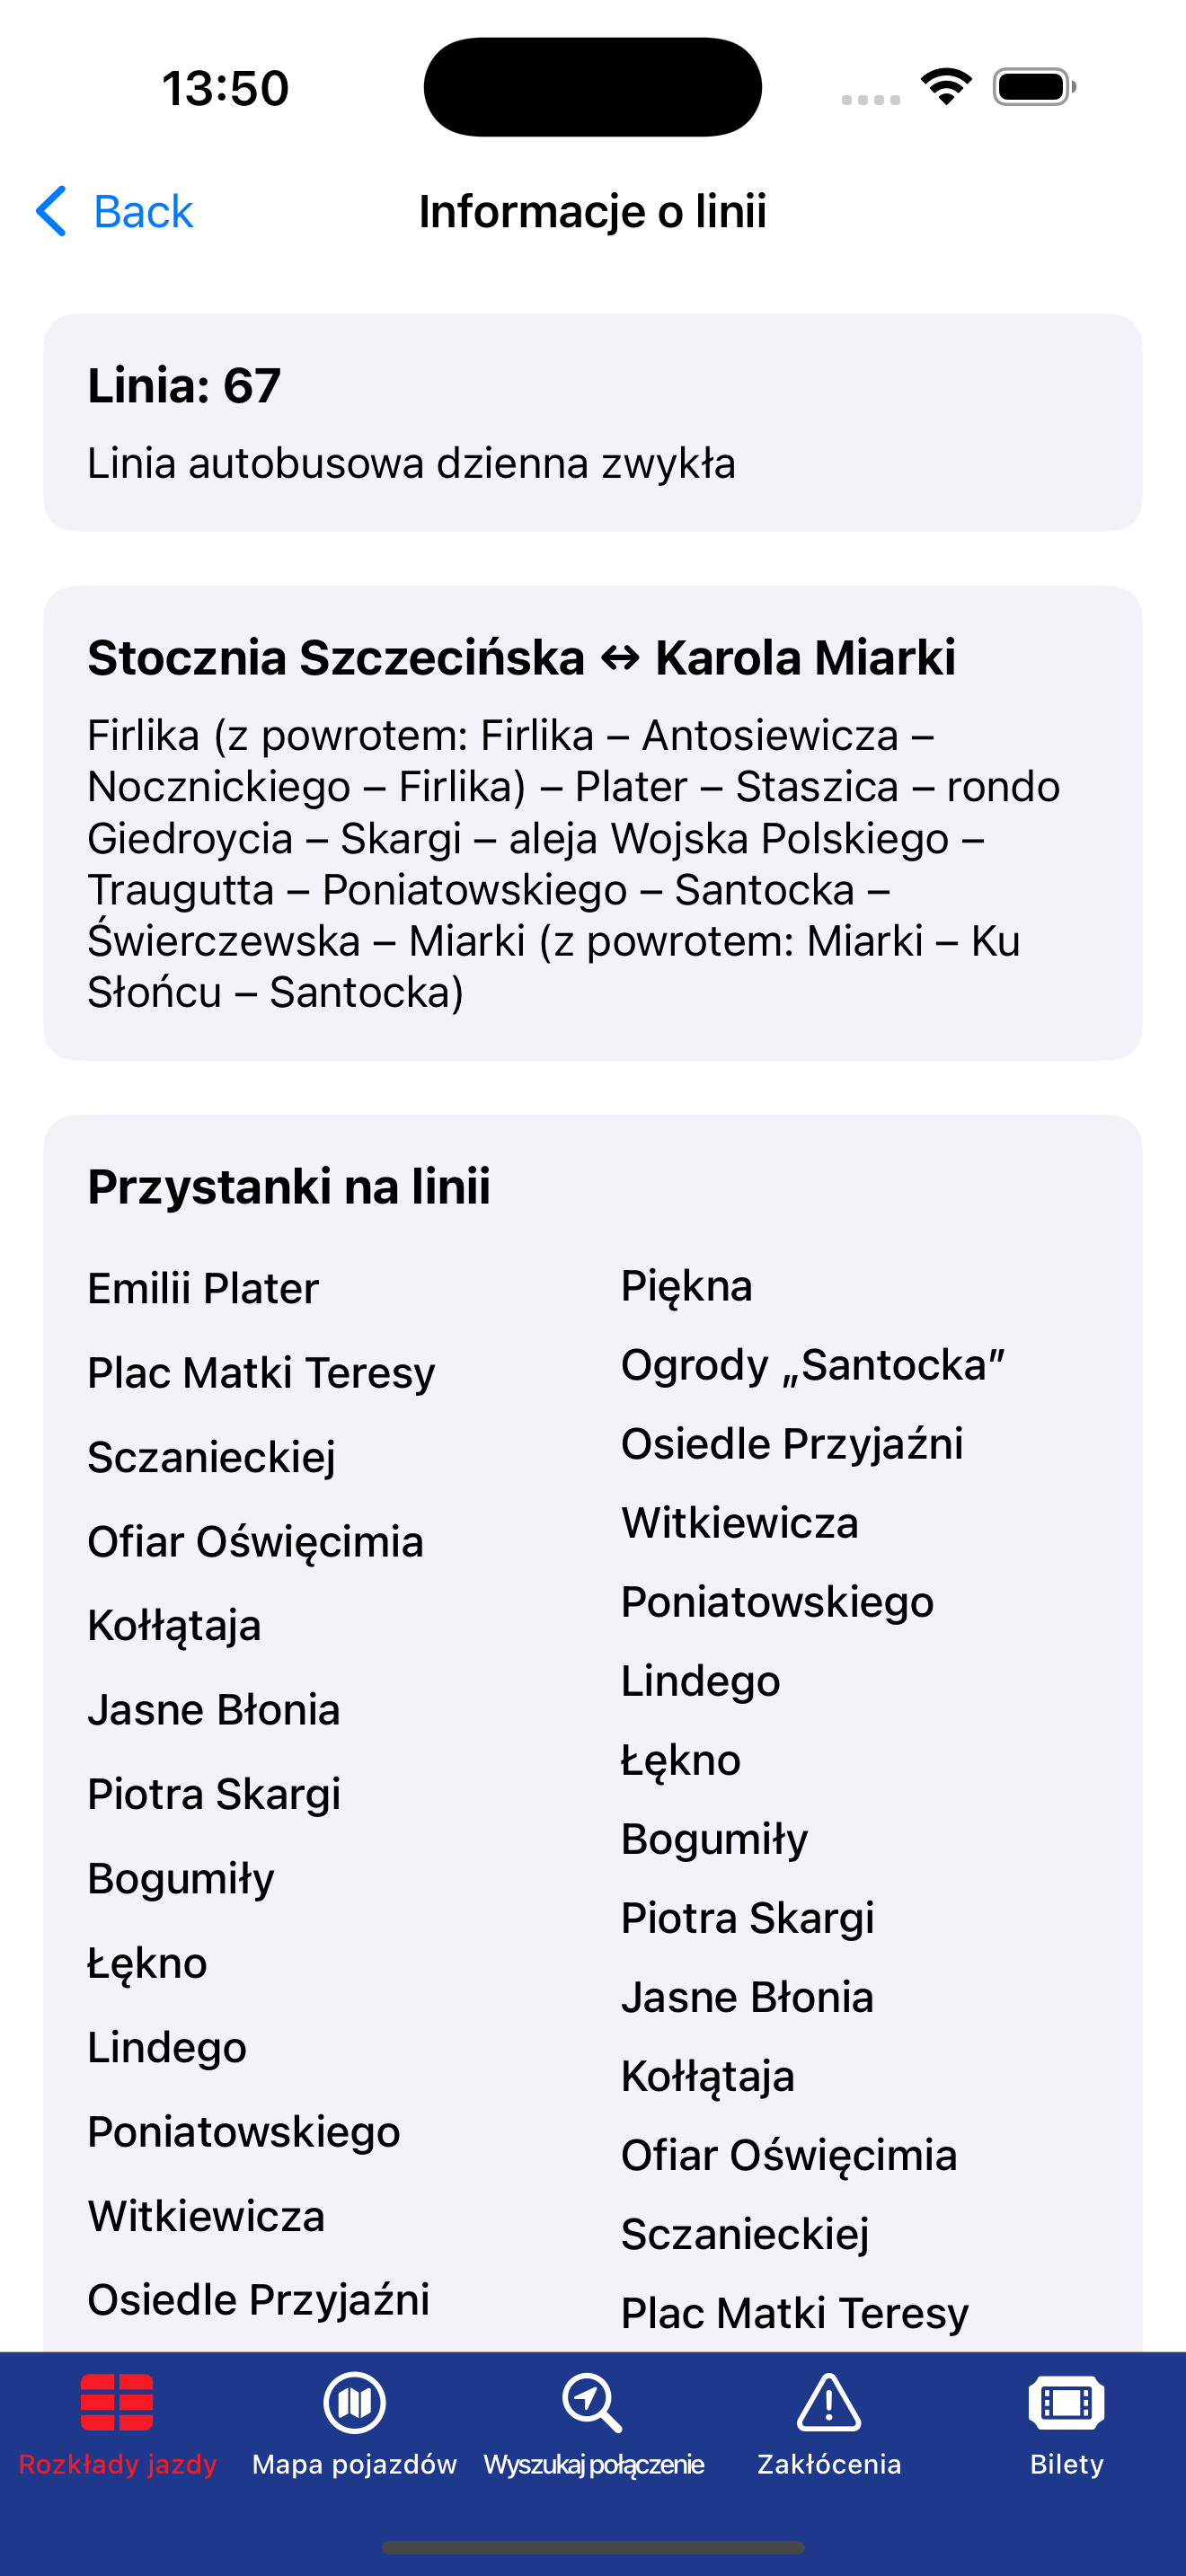 13:50
Back
Informacje o linii
Linia: 67
Linia autobusowa dzienna zwykła
Stocznia Szczecińska ↔ Karola Miarki
Firlika (z powrotem: Firlika – Antosiewicza –
Nocznickiego – Firlika) – Plater – Staszica – rondo
Giedroycia – Skargi – aleja Wojska Polskiego –
Traugutta – Poniatowskiego – Santocka –
Świerczewska – Miarki (z powrotem: Miarki – Ku
Słońcu – Santocka)
Przystanki na linii
Emilii Plater
Plac Matki Teresy
Sczanieckiej
Ofiar Oświęcimia
Kołłątaja
Jasne Błonia
Piotra Skargi
Bogumiły
Łękno
Lindego
Poniatowskiego
Witkiewicza
Osiedle Przyjaźni
Piękna
Ogrody „Santocka”
Osiedle Przyjaźni
Witkiewicza
Poniatowskiego
Lindego
Łękno
Bogumiły
Piotra Skargi
Jasne Błonia
Kołłątaja
Ofiar Oświęcimia
Sczanieckiej
Plac Matki Teresy
Rozkłady jazdy
Mapa pojazdów
Wyszukaj połączenie
Zakłócenia
Bilety